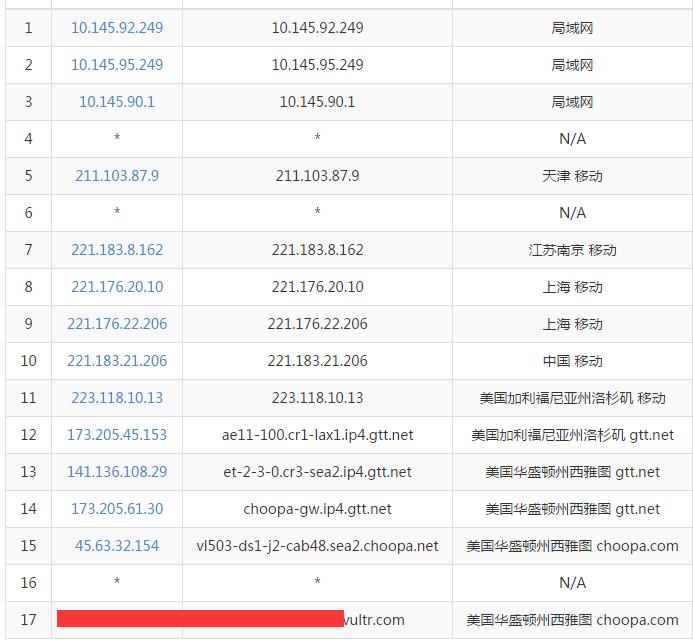 1 10.145.92.249 10.145.92.249 局域网
2 10.145.95.249 10.145.95.249 局域网
3 10.145.90.1 10.145.90.1 局域网
4 * * N/A
5 211.103.87.9 211.103.87.9 天津 移动
6 * * N/A
7 221.183.8.162 221.183.8.162 江苏南京 移动
8 221.176.20.10 221.176.20.10 上海 移动
9 221.176.22.206 221.176.22.206 上海 移动
10 221.183.21.206 221.183.21.206 中国 移动
11 223.118.10.13 223.118.10.13 美国加利福尼亚州洛杉矶 移动
12 173.205.45.153 ae11-100.cr1-lax1.ip4.gtt.net 美国加利福尼亚州洛杉矶 gtt.net
13 141.136.108.29 et-2-3-0.cr3-sea2.ip4.gtt.net 美国华盛顿州西雅图 gtt.net
14 173.205.61.30 choopa-gw.ip4.gtt.net 美国华盛顿州西雅图 gtt.net
15 45.63.32.154 vl503-ds1-j2-cab48.sea2.choopa.net 美国华盛顿州西雅图 choopa.com
16 * * N/A
17 vultr.com 美国华盛顿州西雅图 choopa.com